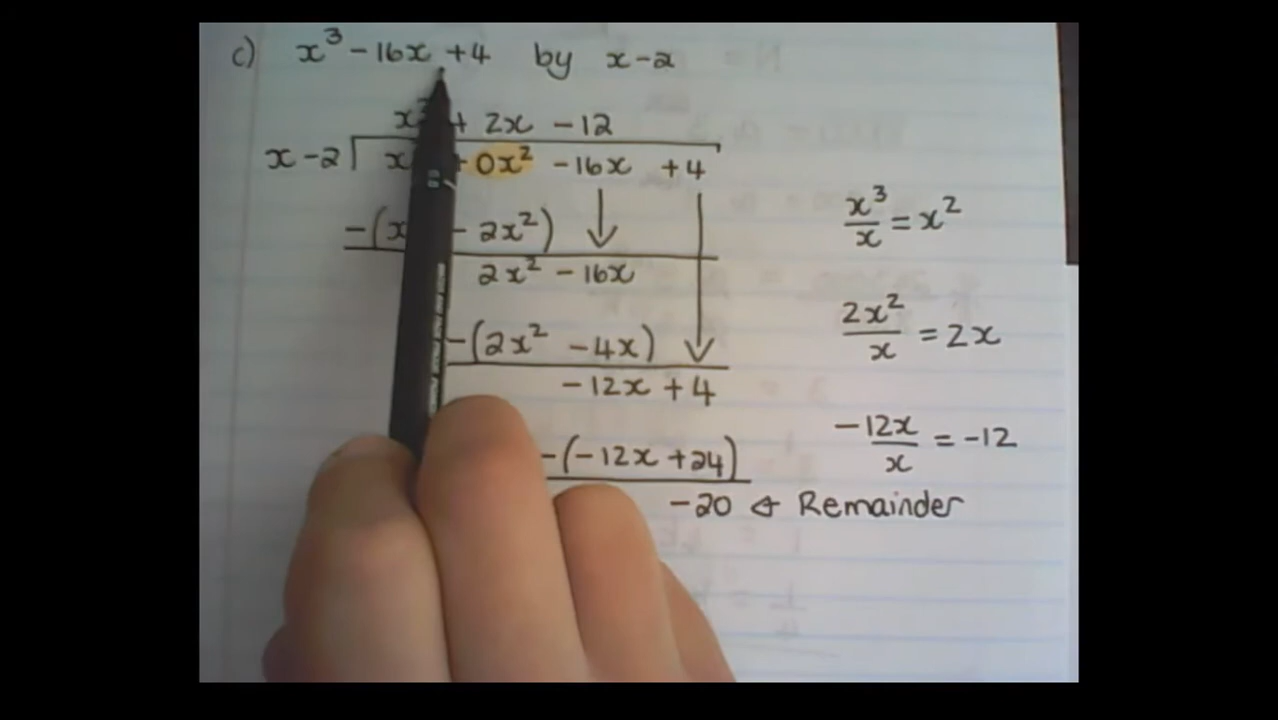 c) x³ - 16x + 4 by x - 2
x² + 2x - 12
x - 2 x + 0x² - 16x + 4
-(x - 2x²)
2x² - 16x
-(2x² - 4x)
-12x + 4
-(-12x + 24)
-20 ← Remainder
x³/x = x²
2x²/x = 2x
-12x/x = -12